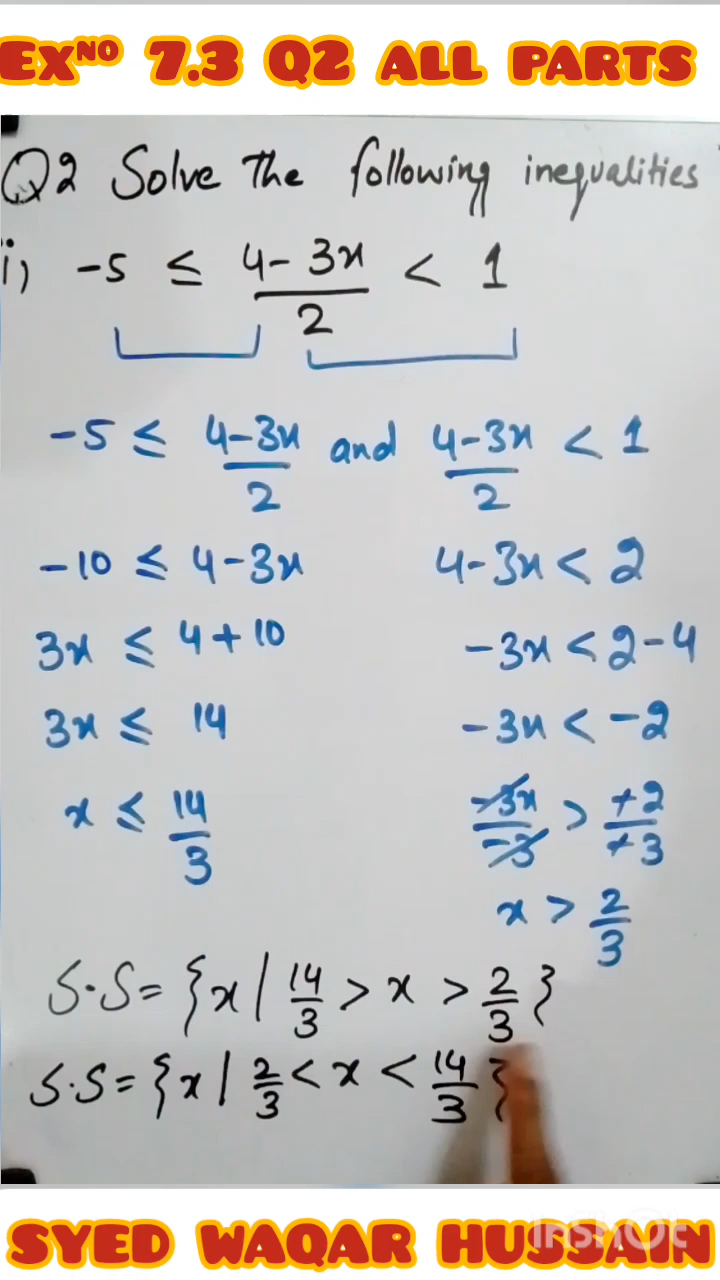 Ex NO 7.3 Q2 ALL PARTS
Q2 Solve The following inequalities
i) -5 ≤ (4-3x)/2 < 1
-5 ≤ (4-3x)/2 and (4-3x)/2 < 1
-10 ≤ 4-3x 4-3x < 2
3x ≤ 4+10 -3x < 2-4
3x ≤ 14 -3x < -2
x ≤ 14/3 -3x/-3 > +2/+3
x > 2/3
S.S = {x | 14/3 > x > 2/3}
S.S = {x | 2/3 < x < 14/3}
SYED WAQAR HUSSAIN
InShOt